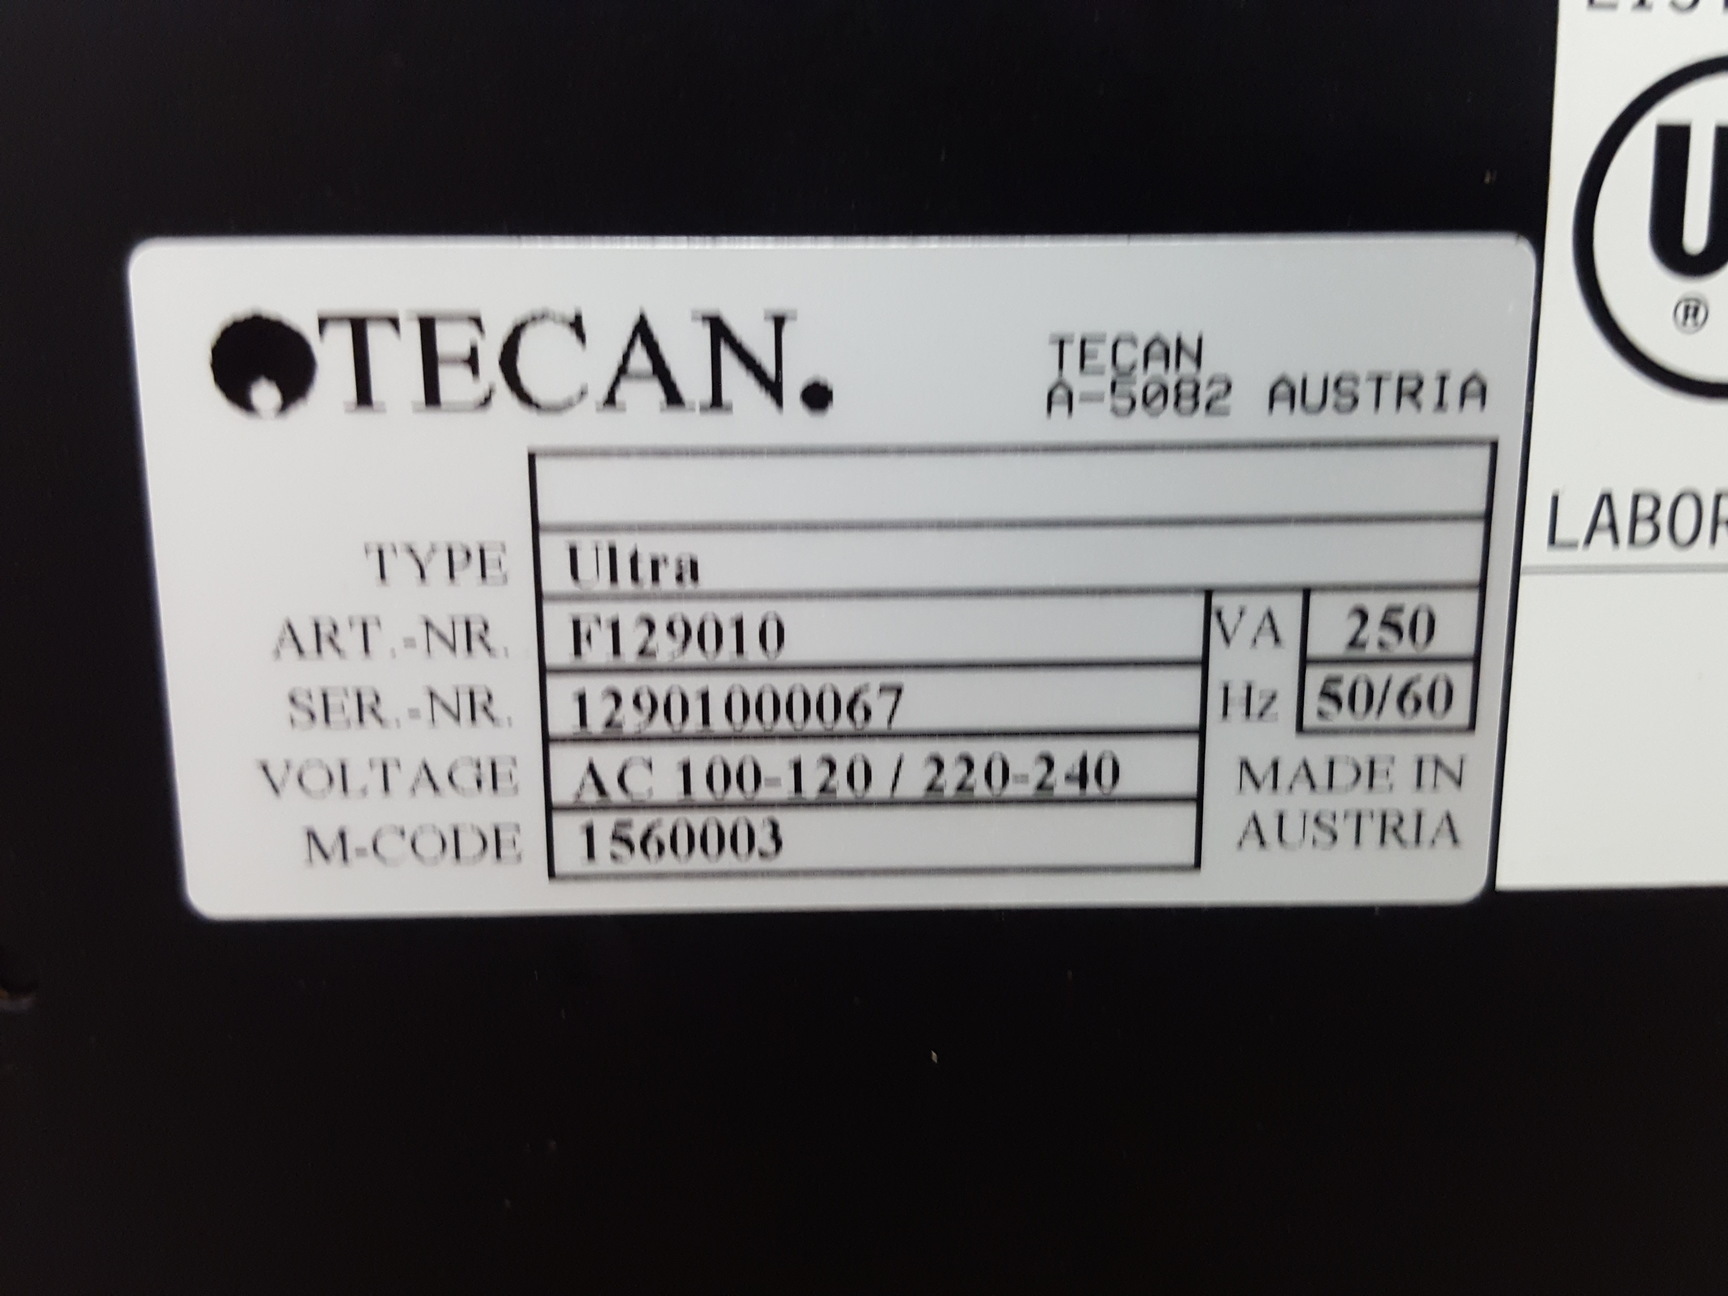 TECAN.
TECAN
A-5082 AUSTRIA
TYPE Ultra
ART.-NR. F129010 VA 250
SER.-NR. 12901000067 Hz 50/60
VOLTAGE AC 100-120 / 220-240 MADE IN
M-CODE 1560003 AUSTRIA
U
®
LABOR